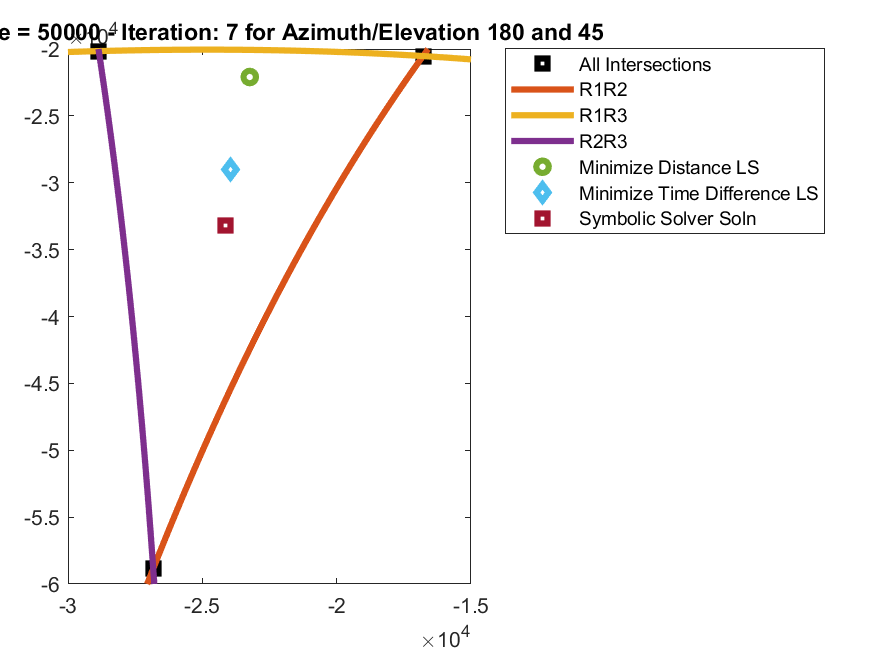 e = 50000 - Iteration: 7 for Azimuth/Elevation 180 and 45
×10⁴
-2
-2.5
-3
-3.5
-4
-4.5
-5
-5.5
-6
-3 -2.5 -2 -1.5
×10⁴
All Intersections
R1R2
R1R3
R2R3
Minimize Distance LS
Minimize Time Difference LS
Symbolic Solver Soln